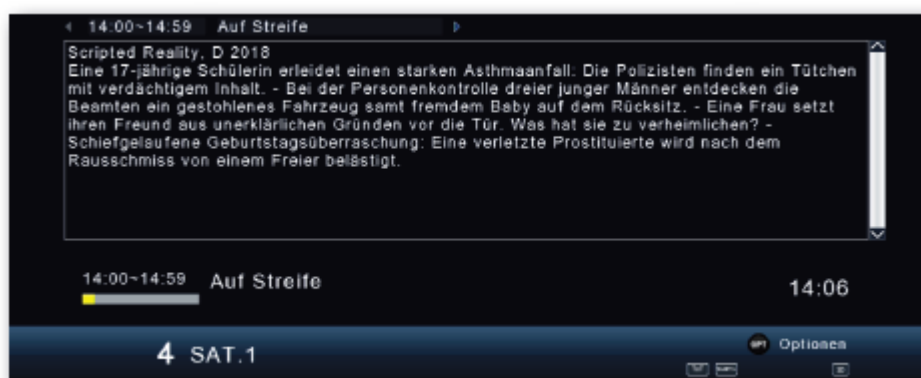 14:00~14:59 Auf Streife
Scripted Reality, D 2018
Eine 17-jährige Schülerin erleidet einen starken Asthmaanfall: Die Polizisten finden ein Tütchen
mit verdächtigem Inhalt. - Bei der Personenkontrolle dreier junger Männer entdecken die
Beamten ein gestohlenes Fahrzeug samt fremdem Baby auf dem Rücksitz. - Eine Frau setzt
ihren Freund aus unerklärlichen Gründen vor die Tür. Was hat sie zu verheimlichen? -
Schiefgelaufene Geburtstagsüberraschung: Eine verletzte Prostituierte wird nach dem
Rausschmiss von einem Freier belästigt.
14:00~14:59 Auf Streife
14:06
4 SAT.1
OPT Optionen